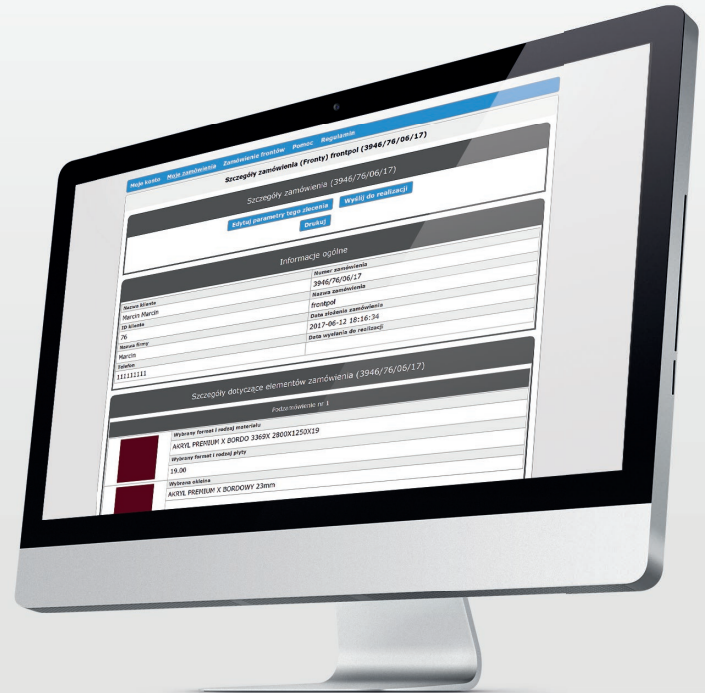 Moje konto Moje zamówienia Zamówienie frontów Pomoc Regulamin
Szczegóły zamówienia (Fronty) frontpol (3946/76/06/17)
Szczegóły zamówienia (3946/76/06/17)
Edytuj parametry tego zlecenia Wyślij do realizacji
Drukuj
Informacje ogólne
Nazwa klienta
Marcin Marcin
ID klienta
76
Nazwa firmy
Marcin
Telefon
111111111
Numer zamówienia
3946/76/06/17
Nazwa zamówienia
frontpol
Data złożenia zamówienia
2017-06-12 18:16:34
Data wysłania do realizacji
Szczegóły dotyczące elementów zamówienia (3946/76/06/17)
Podzamówienie nr 1
Wybrany format i rodzaj materiału
AKRYL PREMIUM X BORDO 3369X 2800X1250X19
Wybrany format i rodzaj płyty
19.00
Wybrana okleina
AKRYL PREMIUM X BORDOWY 23mm